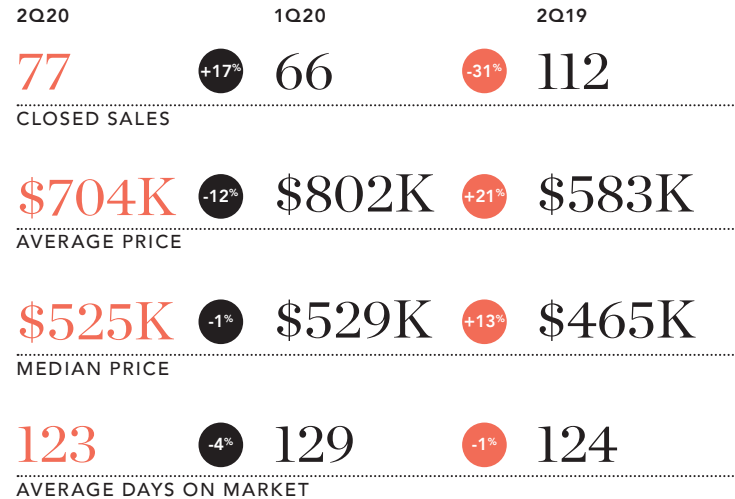 2Q20 1Q20 2Q19
77 +17% 66 -31% 112
CLOSED SALES
$704K -12% $802K +21% $583K
AVERAGE PRICE
$525K -1% $529K +13% $465K
MEDIAN PRICE
123 -4% 129 -1% 124
AVERAGE DAYS ON MARKET